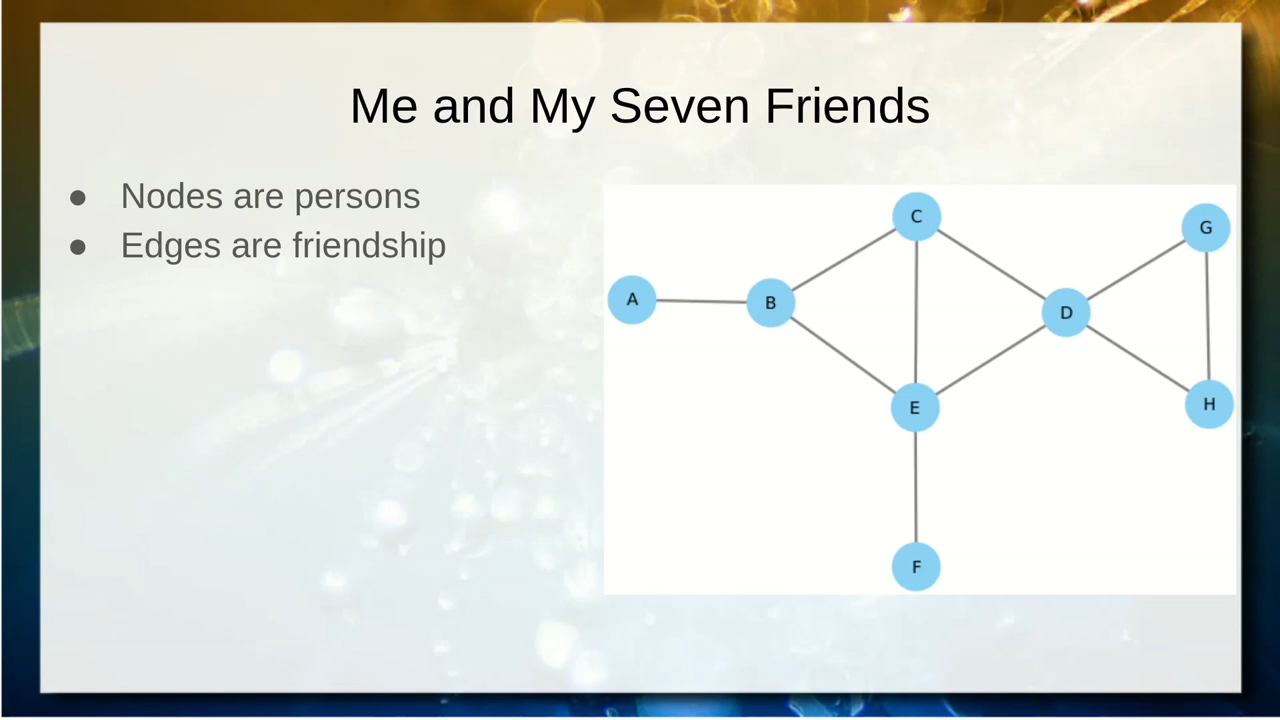 Me and My Seven Friends
● Nodes are persons
● Edges are friendship
C
G
A
B
D
E
H
F